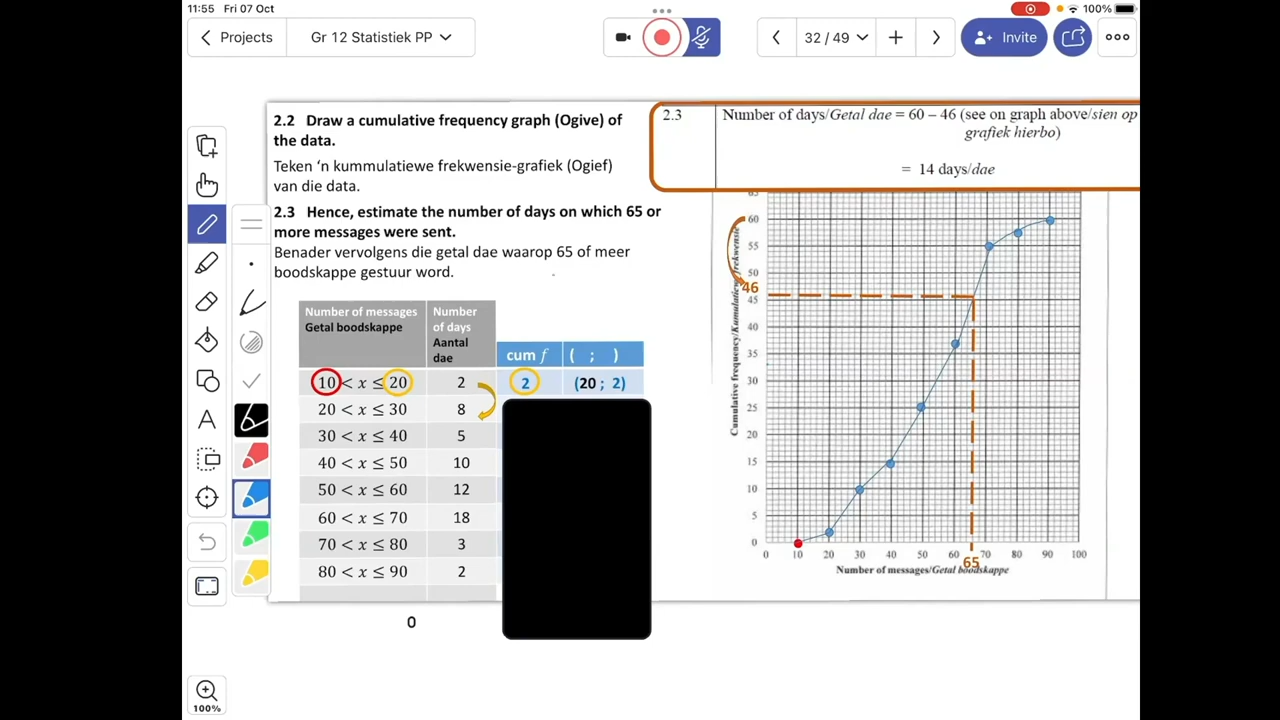 11:55 Fri 07 Oct
100%
Projects
Gr 12 Statistiek PP
32 / 49
Invite
2.2 Draw a cumulative frequency graph (Ogive) of
the data.
Teken ‘n kummulatiewe frekwensie-grafiek (Ogief)
van die data.
2.3 Hence, estimate the number of days on which 65 or
more messages were sent.
Benader vervolgens die getal dae waarop 65 of meer
boodskappe gestuur word.
Number of messages
Getal boodskappe
Number
of days
Aantal
dae
cum f
( ; )
10 < x ≤ 20 2 2 (20 ; 2)
20 < x ≤ 30 8
30 < x ≤ 40 5
40 < x ≤ 50 10
50 < x ≤ 60 12
60 < x ≤ 70 18
70 < x ≤ 80 3
80 < x ≤ 90 2
0
2.3 Number of days/Getal dae = 60 – 46 (see on graph above/sien op
grafiek hierbo)
= 14 days/dae
Cumulative frequency/Kumulatiewe frekwensie
60
55
50
46
45
40
35
30
25
20
15
10
5
0
0 10 20 30 40 50 60 70 80 90 100
65
Number of messages/Getal boodskappe
100%